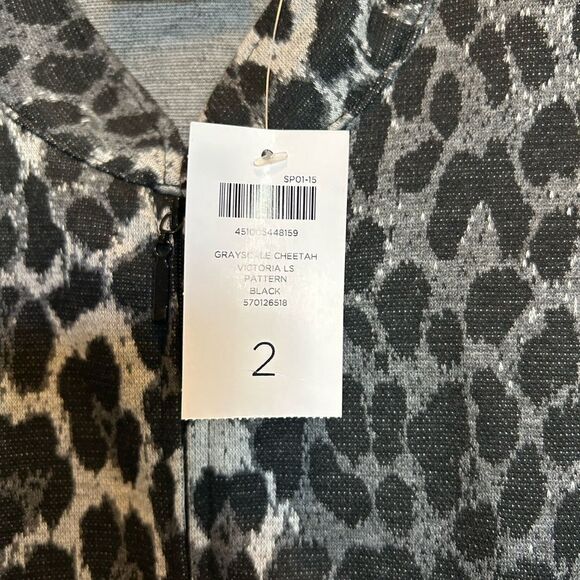 SP01-15
451005448159
GRAYSCALE CHEETAH
VICTORIA LS
PATTERN
BLACK
570126518
2